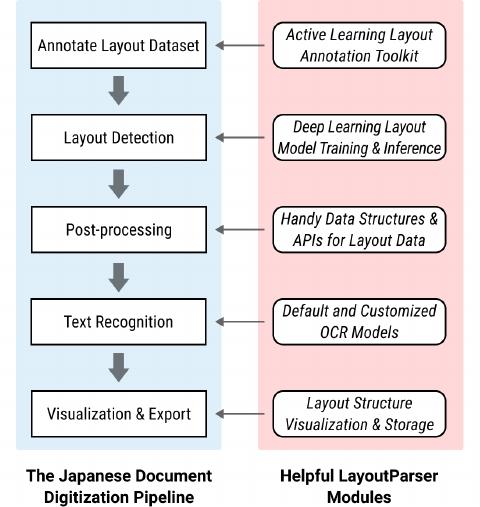 Annotate Layout Dataset
Active Learning Layout
Annotation Toolkit
Layout Detection
Deep Learning Layout
Model Training & Inference
Post-processing
Handy Data Structures &
APIs for Layout Data
Text Recognition
Default and Customized
OCR Models
Visualization & Export
Layout Structure
Visualization & Storage
The Japanese Document
Digitization Pipeline
Helpful LayoutParser
Modules